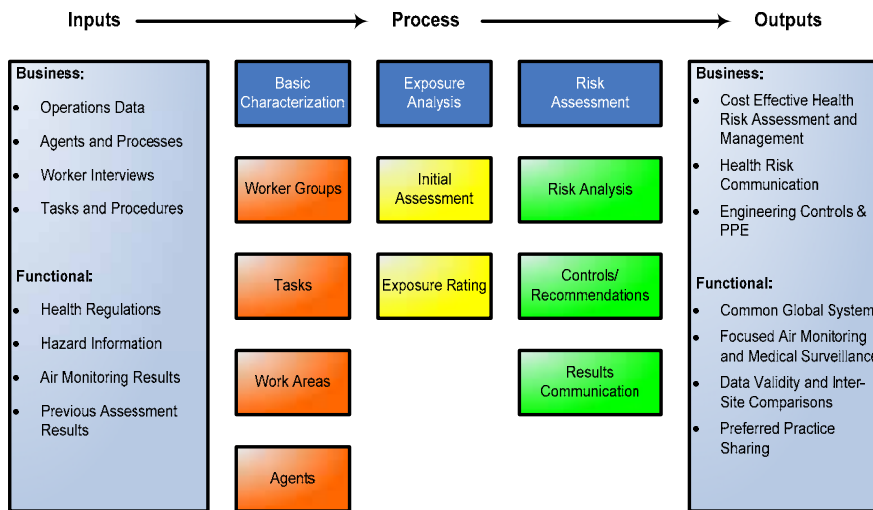 Inputs
Process
Outputs
Business:
• Operations Data
• Agents and Processes
• Worker Interviews
• Tasks and Procedures
Functional:
• Health Regulations
• Hazard Information
• Air Monitoring Results
• Previous Assessment
Results
Basic
Characterization
Worker Groups
Tasks
Work Areas
Agents
Exposure
Analysis
Initial
Assessment
Exposure Rating
Risk
Assessment
Risk Analysis
Controls/
Recommendations
Results
Communication
Business:
• Cost Effective Health
Risk Assessment and
Management
• Health Risk
Communication
• Engineering Controls &
PPE
Functional:
• Common Global System
• Focused Air Monitoring
and Medical Surveillance
• Data Validity and Inter-
Site Comparisons
• Preferred Practice
Sharing